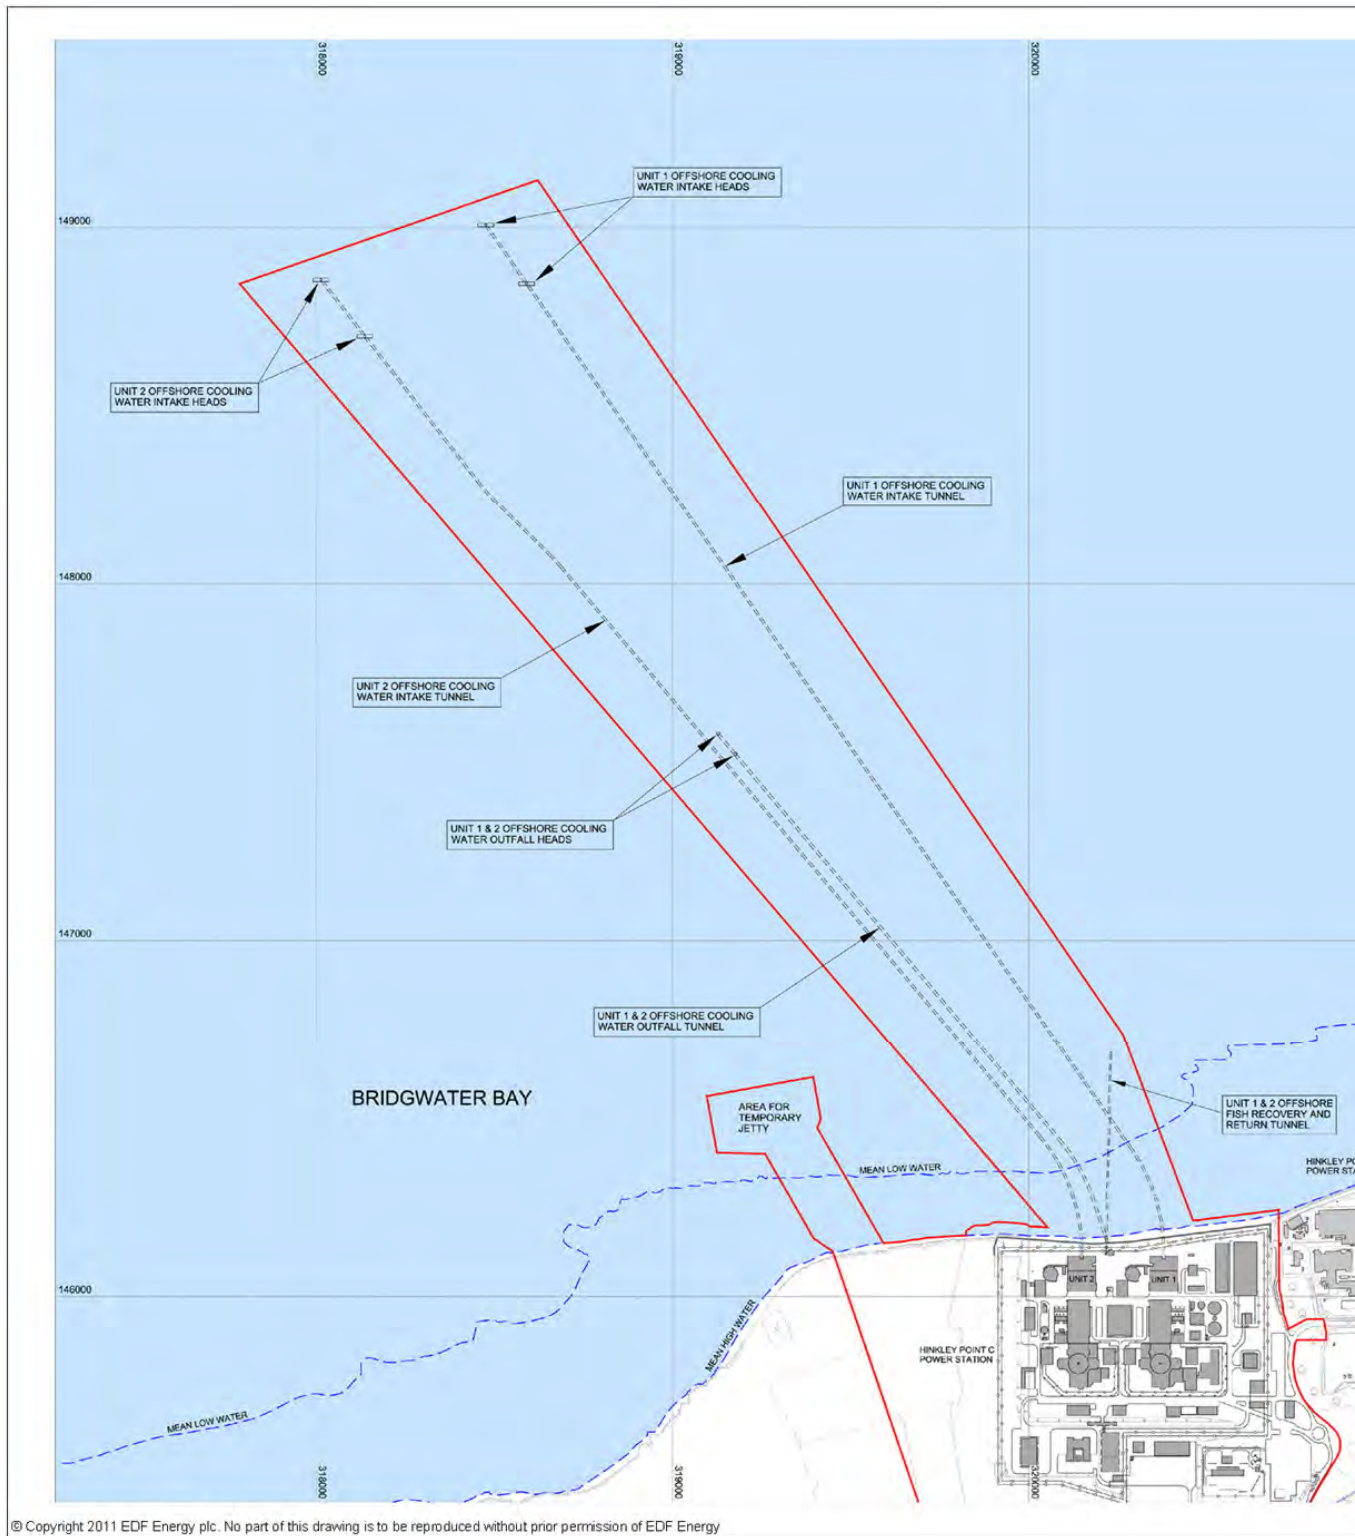 318000
319000
320000
UNIT 1 OFFSHORE COOLING
WATER INTAKE HEADS
149000
UNIT 2 OFFSHORE COOLING
WATER INTAKE HEADS
UNIT 1 OFFSHORE COOLING
WATER INTAKE TUNNEL
148000
UNIT 2 OFFSHORE COOLING
WATER INTAKE TUNNEL
UNIT 1 & 2 OFFSHORE COOLING
WATER OUTFALL HEADS
147000
UNIT 1 & 2 OFFSHORE COOLING
WATER OUTFALL TUNNEL
BRIDGWATER BAY
AREA FOR
TEMPORARY
JETTY
UNIT 1 & 2 OFFSHORE
FISH RECOVERY AND
RETURN TUNNEL
MEAN LOW WATER
HINKLEY PO
POWER STA
146000
UNIT 2
UNIT 1
MEAN HIGH WATER
HINKLEY POINT C
POWER STATION
MEAN LOW WATER
318000
319000
320000
© Copyright 2011 EDF Energy plc. No part of this drawing is to be reproduced without prior permission of EDF Energy